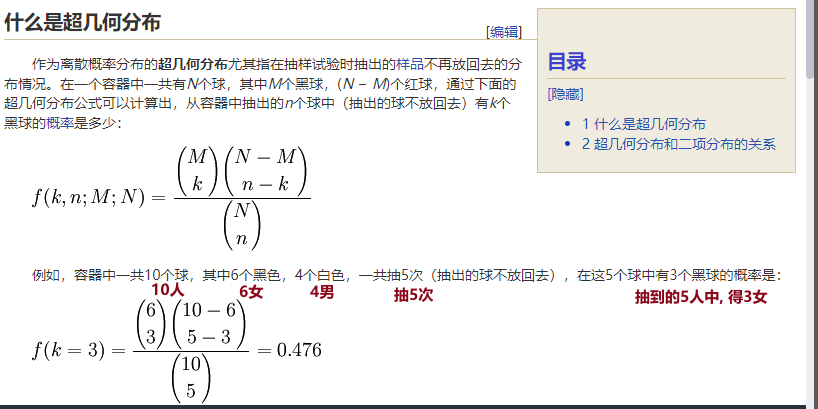 什么是超几何分布
[编辑]
作为离散概率分布的超几何分布尤其指在抽样试验时抽出的样品不再放回去的分
布情况。在一个容器中一共有N个球，其中M个黑球，(N − M)个红球，通过下面的
超几何分布公式可以计算出，从容器中抽出的n个球中（抽出的球不放回去）有k个
黑球的概率是多少：
f(k, n; M; N) = \frac{\binom{M}{k}\binom{N-M}{n-k}}{\binom{N}{n}}
例如，容器中一共10个球，其中6个黑色，4个白色，一共抽5次（抽出的球不放回去），在这5个球中有3个黑球的概率是：
10人 6女 4男 抽5次 抽到的5人中, 得3女
f(k = 3) = \frac{\binom{6}{3}\binom{10-6}{5-3}}{\binom{10}{5}} = 0.476
目录
[隐藏]
• 1 什么是超几何分布
• 2 超几何分布和二项分布的关系